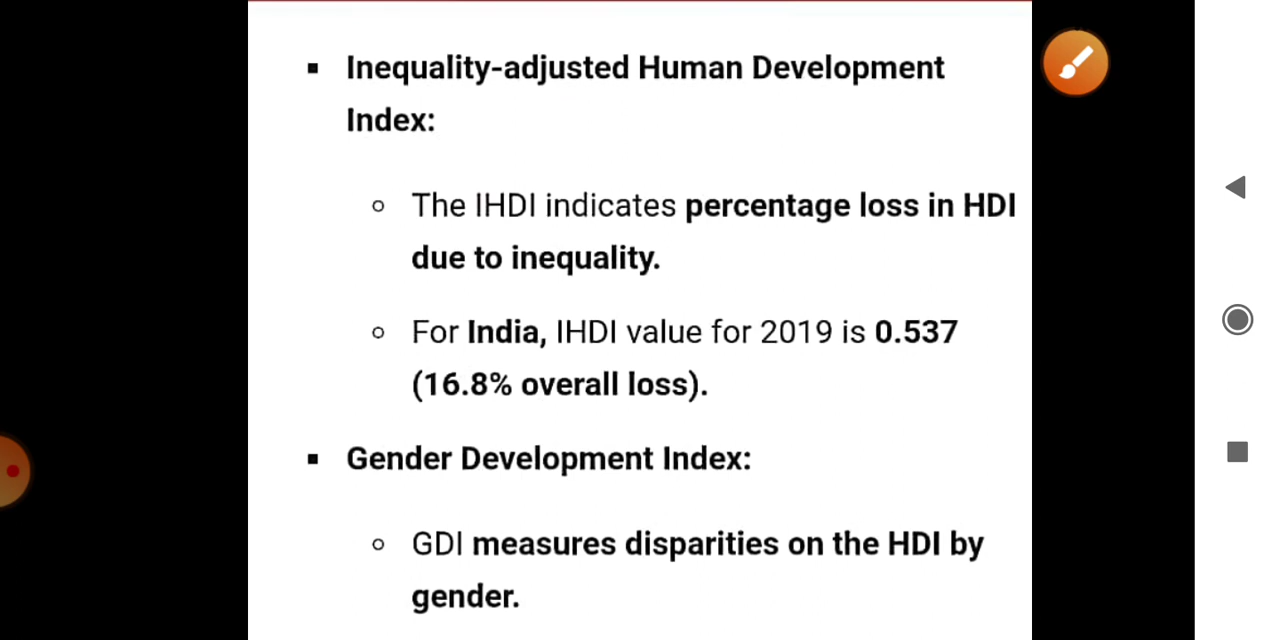 Inequality-adjusted Human Development
Index:
The IHDI indicates percentage loss in HDI
due to inequality.
For India, IHDI value for 2019 is 0.537
(16.8% overall loss).
Gender Development Index:
GDI measures disparities on the HDI by
gender.